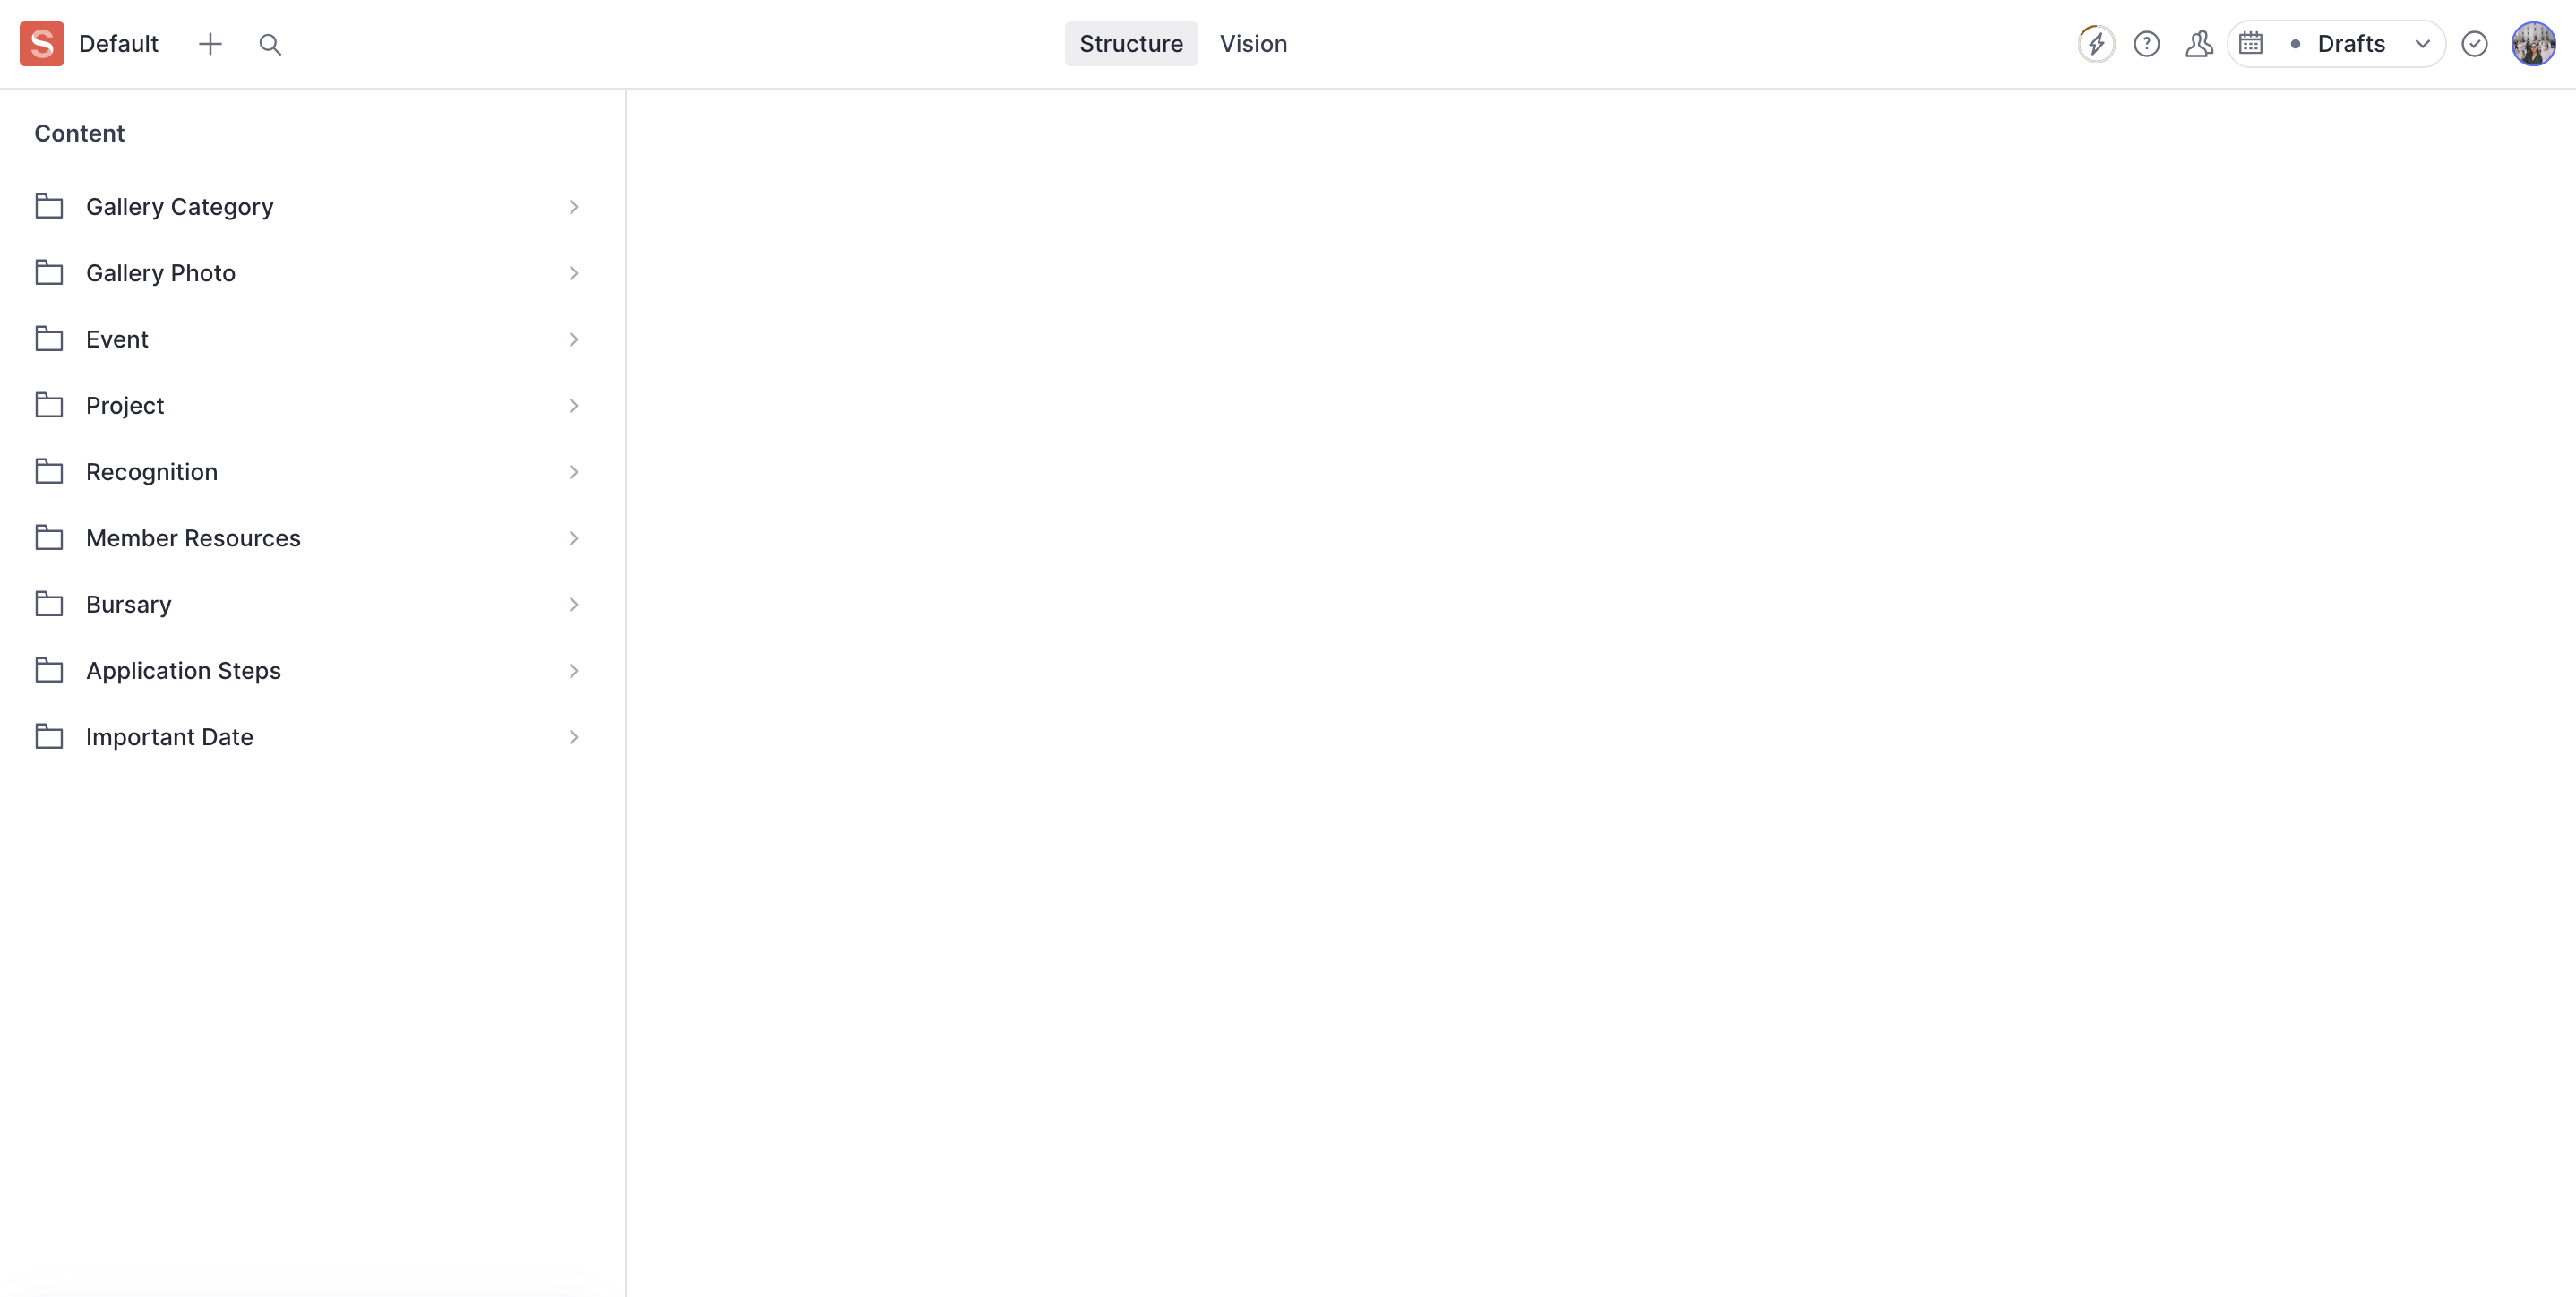 S Default Structure Vision Drafts
Content
Gallery Category
Gallery Photo
Event
Project
Recognition
Member Resources
Bursary
Application Steps
Important Date